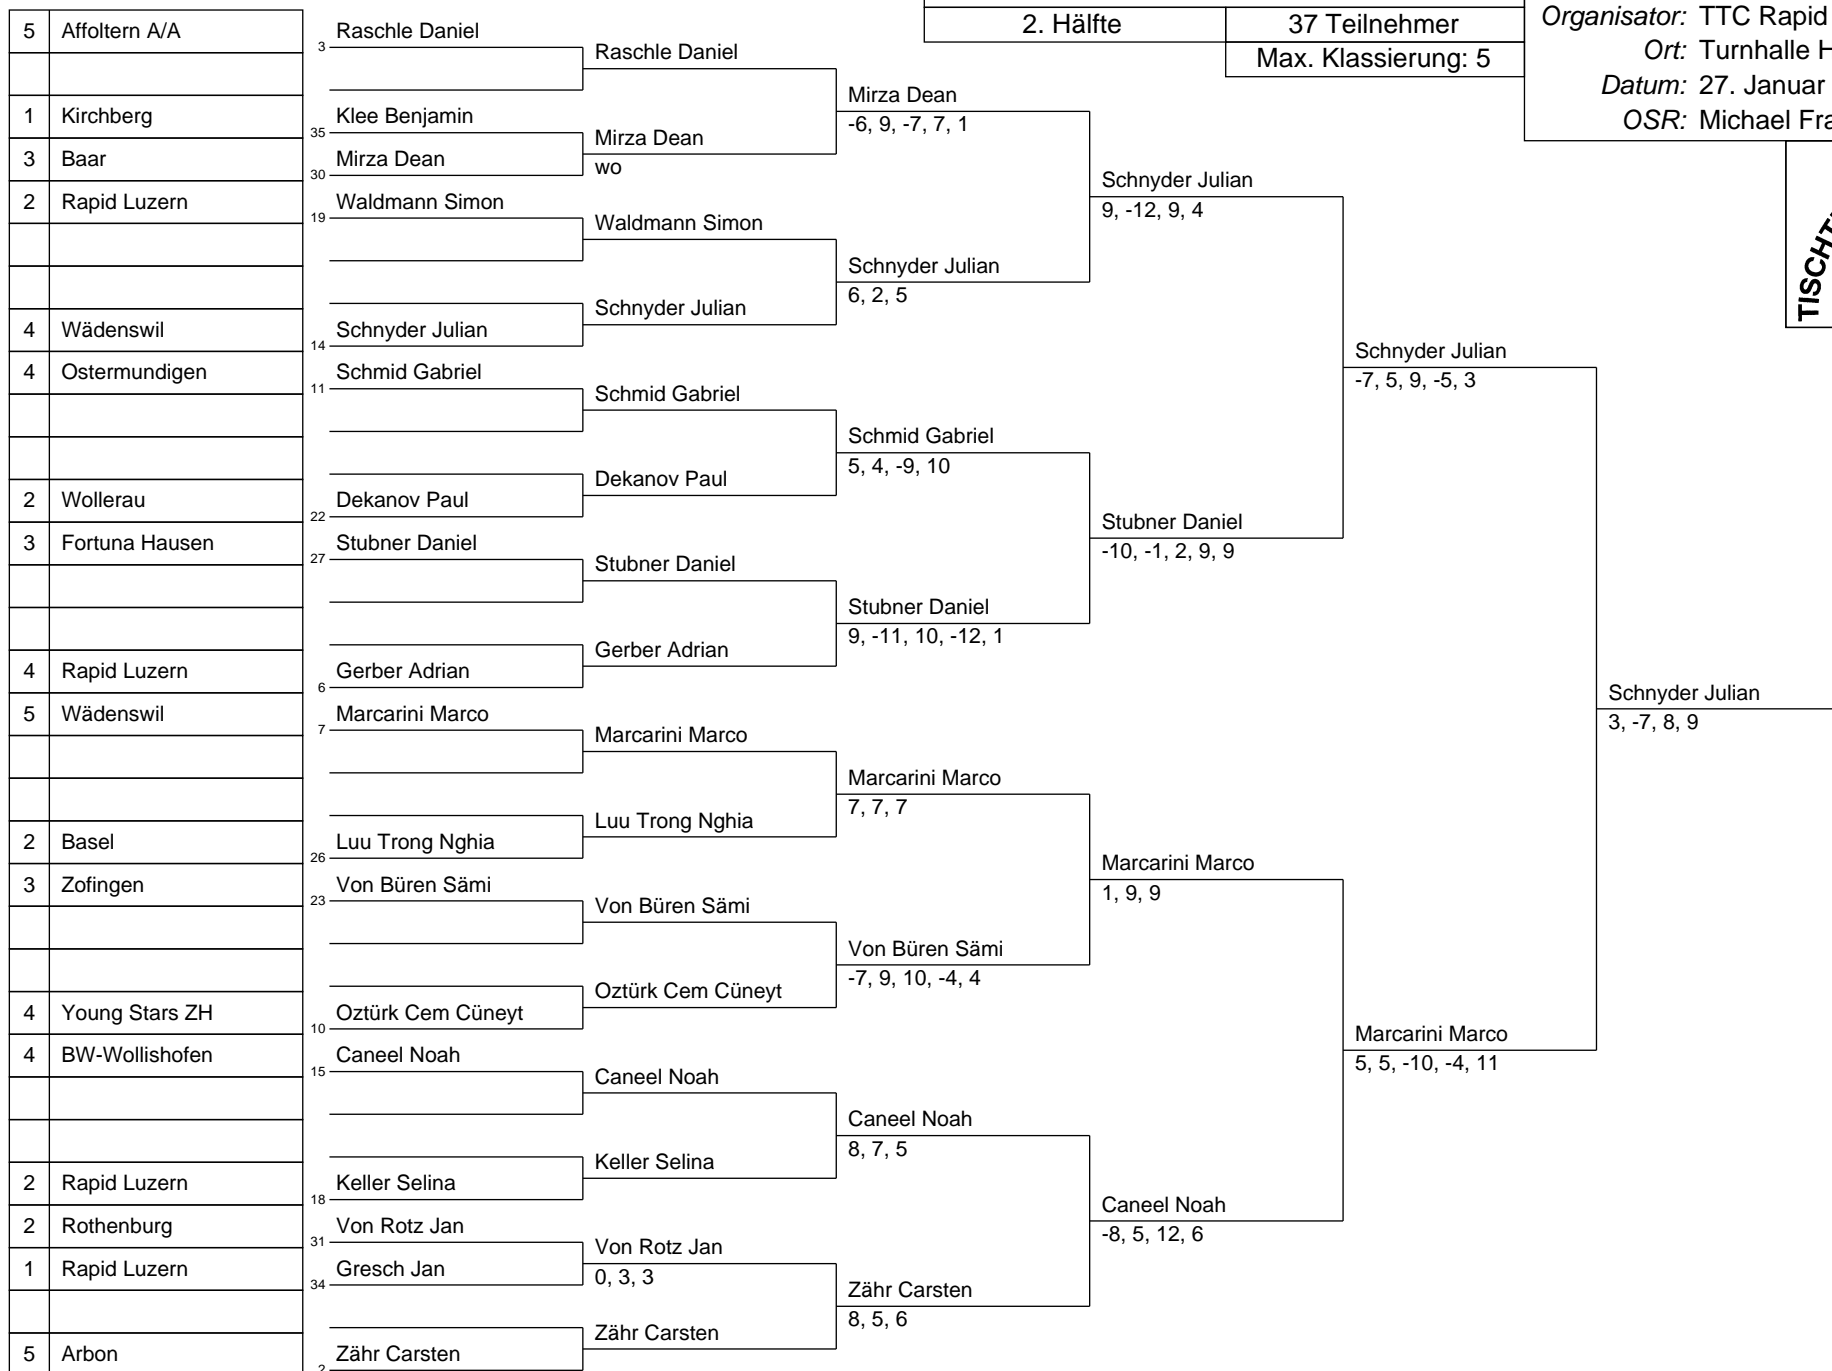 2. Hälfte
37 Teilnehmer
Max. Klassierung: 5
Organisator: TTC Rapid
Ort: Turnhalle
Datum: 27. Januar
OSR: Michael
5 Affoltern A/A
1 Kirchberg
3 Baar
2 Rapid Luzern
4 Wädenswil
4 Ostermundigen
2 Wollerau
3 Fortuna Hausen
4 Rapid Luzern
5 Wädenswil
2 Basel
3 Zofingen
4 Young Stars ZH
4 BW-Wollishofen
2 Rapid Luzern
2 Rothenburg
1 Rapid Luzern
5 Arbon
3 Raschle Daniel
35 Klee Benjamin
30 Mirza Dean
19 Waldmann Simon
14 Schnyder Julian
11 Schmid Gabriel
22 Dekanov Paul
27 Stubner Daniel
6 Gerber Adrian
7 Marcarini Marco
26 Luu Trong Nghia
23 Von Büren Sämi
10 Oztürk Cem Cüneyt
15 Caneel Noah
18 Keller Selina
31 Von Rotz Jan
34 Gresch Jan
2 Zähr Carsten
Raschle Daniel
Mirza Dean
wo
Waldmann Simon
Schnyder Julian
Schmid Gabriel
Dekanov Paul
Stubner Daniel
Gerber Adrian
Marcarini Marco
Luu Trong Nghia
Von Büren Sämi
Oztürk Cem Cüneyt
Caneel Noah
Keller Selina
Von Rotz Jan
0, 3, 3
Zähr Carsten
Mirza Dean
-6, 9, -7, 7, 1
Schnyder Julian
6, 2, 5
Schmid Gabriel
5, 4, -9, 10
Stubner Daniel
9, -11, 10, -12, 1
Marcarini Marco
7, 7, 7
Von Büren Sämi
-7, 9, 10, -4, 4
Caneel Noah
8, 7, 5
Zähr Carsten
8, 5, 6
Schnyder Julian
9, -12, 9, 4
Stubner Daniel
-10, -1, 2, 9, 9
Marcarini Marco
1, 9, 9
Caneel Noah
-8, 5, 12, 6
Schnyder Julian
-7, 5, 9, -5, 3
Marcarini Marco
5, 5, -10, -4, 11
Schnyder Julian
3, -7, 8, 9